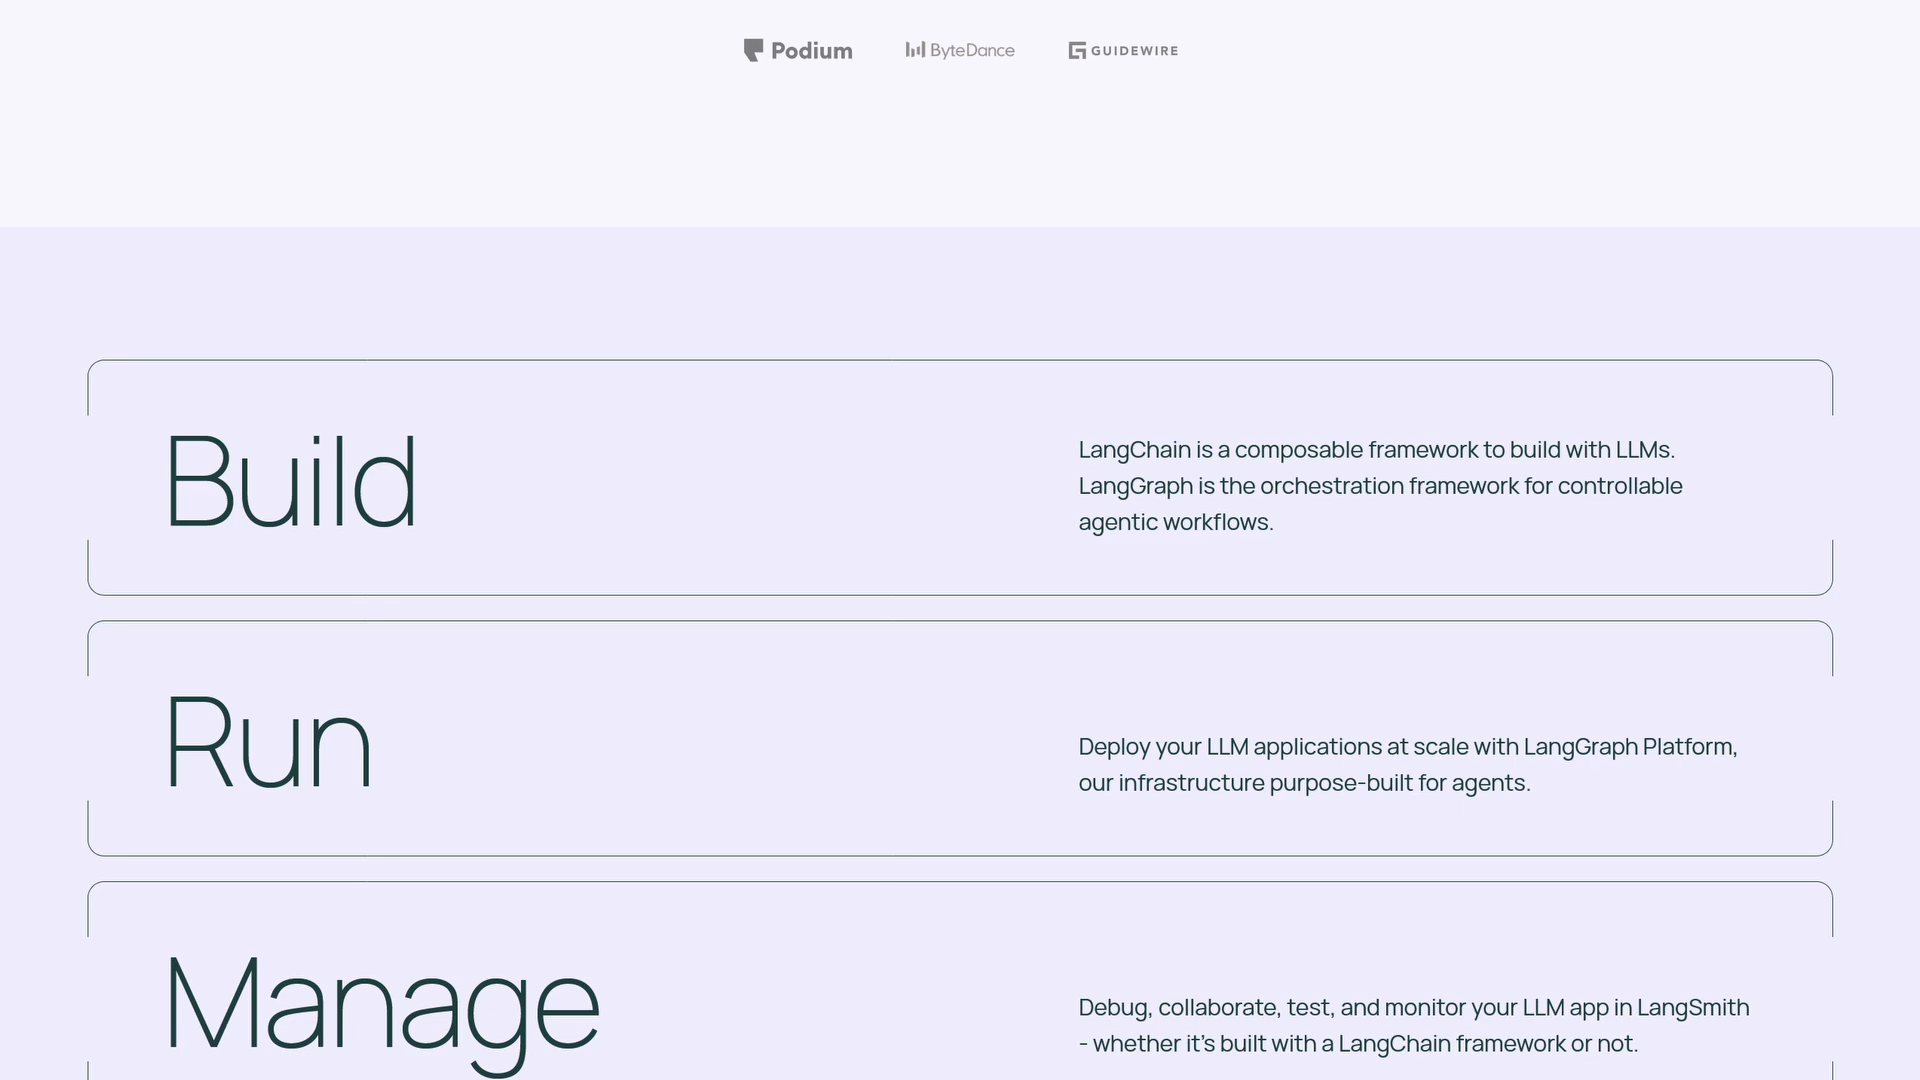 Podium
ByteDance
GUIDEWIRE
Build
LangChain is a composable framework to build with LLMs.
LangGraph is the orchestration framework for controllable
agentic workflows.
Run
Deploy your LLM applications at scale with LangGraph Platform,
our infrastructure purpose-built for agents.
Manage
Debug, collaborate, test, and monitor your LLM app in LangSmith
- whether it's built with a LangChain framework or not.